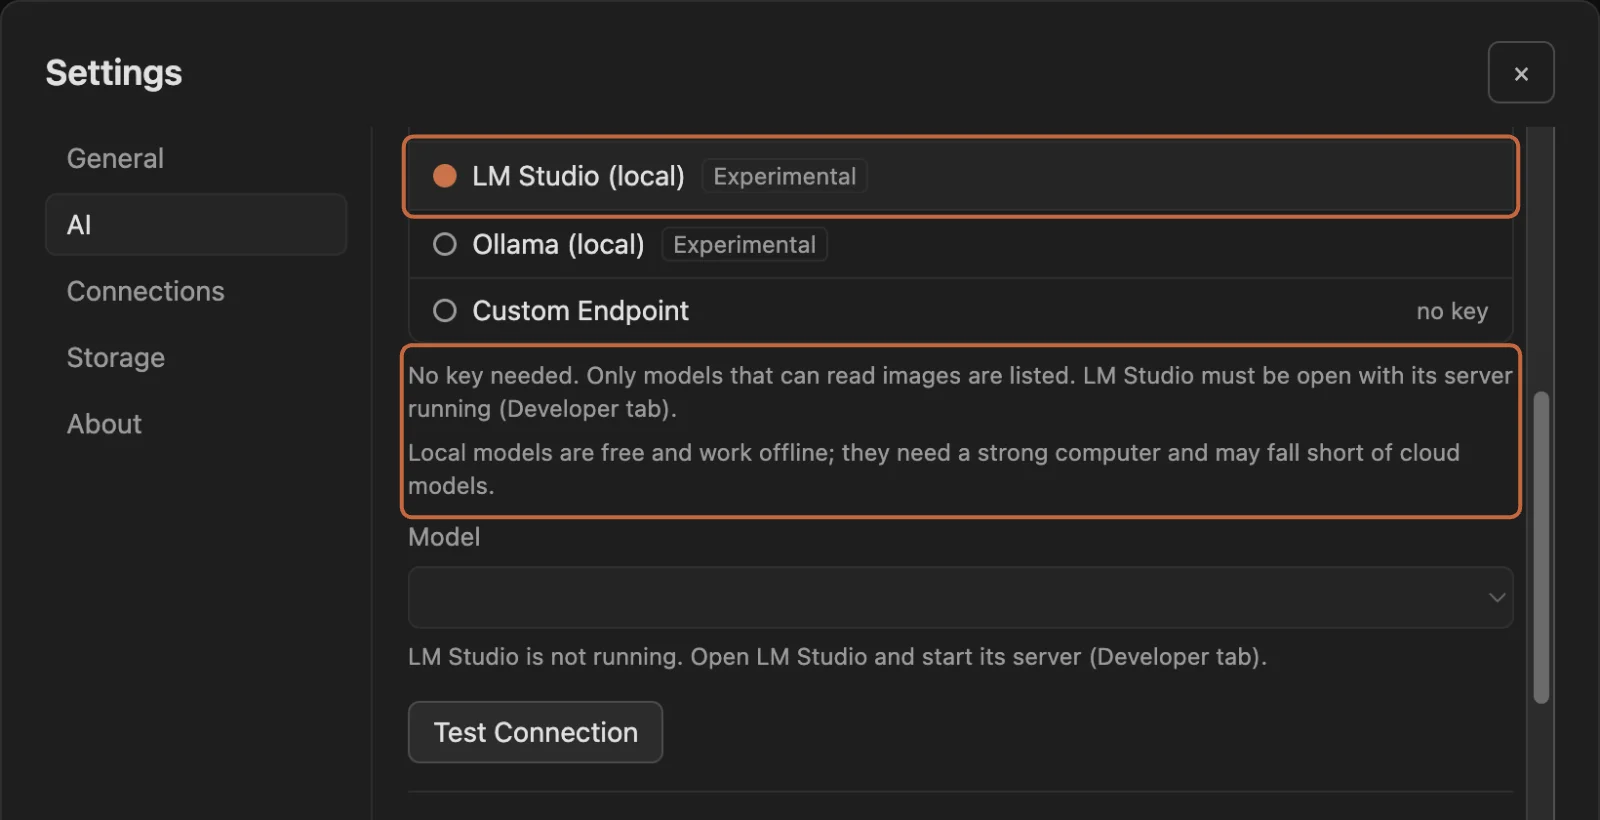 Settings
×
General
AI
Connections
Storage
About
LM Studio (local) Experimental
Ollama (local) Experimental
Custom Endpoint no key
No key needed. Only models that can read images are listed. LM Studio must be open with its server
running (Developer tab).
Local models are free and work offline; they need a strong computer and may fall short of cloud
models.
Model
LM Studio is not running. Open LM Studio and start its server (Developer tab).
Test Connection